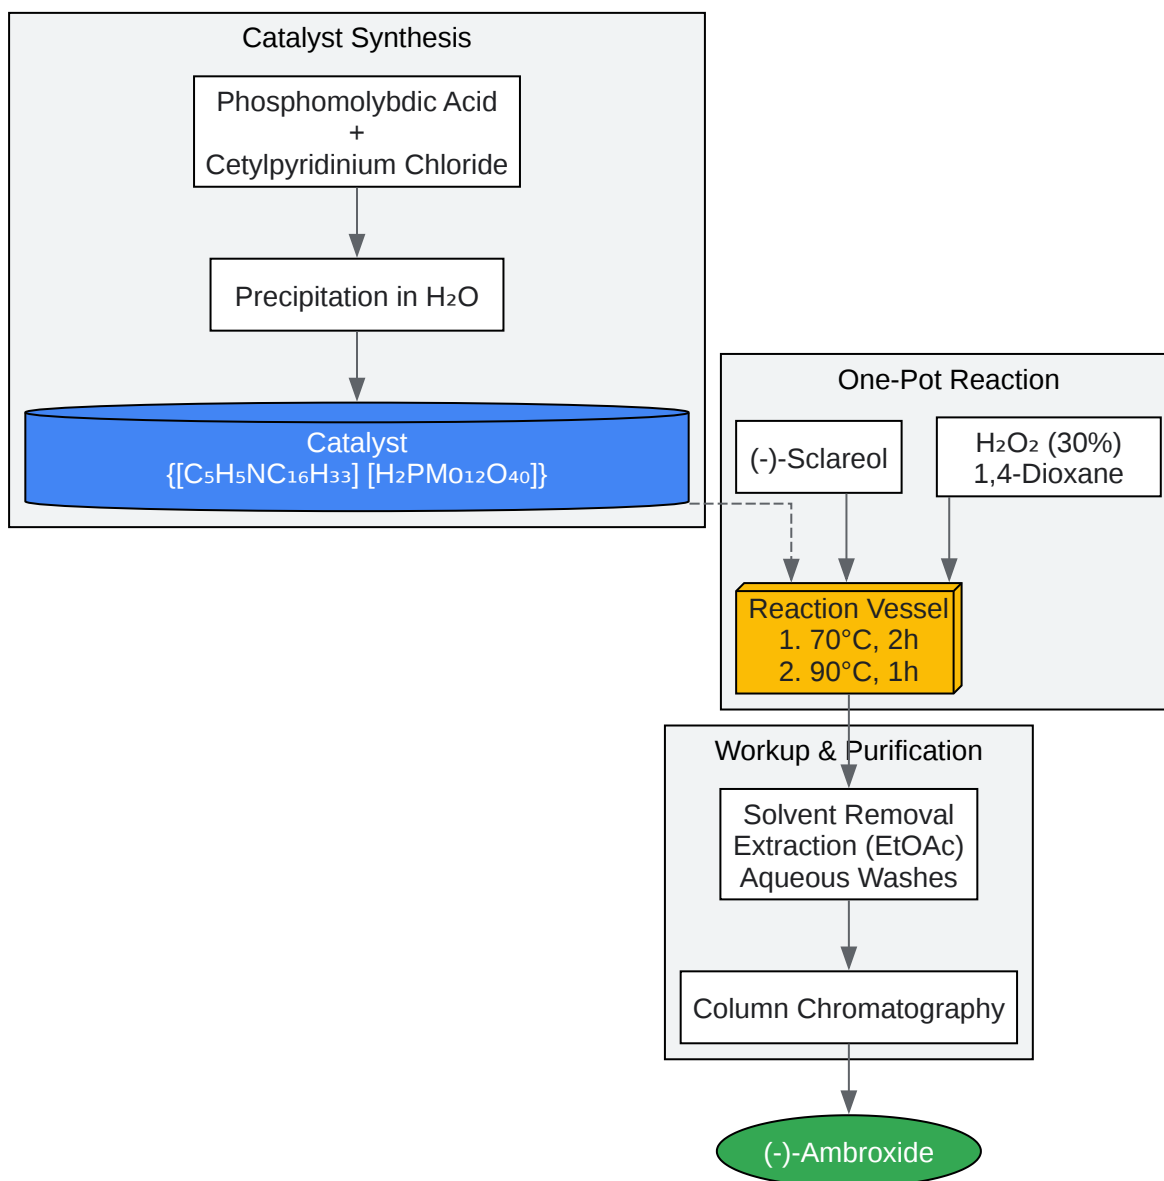 Catalyst Synthesis
Phosphomolybdic Acid
+
Cetylpyridinium Chloride
Precipitation in H₂O
Catalyst
{[C₅H₅NC₁₆H₃₃] [H₂PMo₁₂O₄₀]}
One-Pot Reaction
(-)-Sclareol
H₂O₂ (30%)
1,4-Dioxane
Reaction Vessel
1. 70°C, 2h
2. 90°C, 1h
Workup & Purification
Solvent Removal
Extraction (EtOAc)
Aqueous Washes
Column Chromatography
(-)-Ambroxide